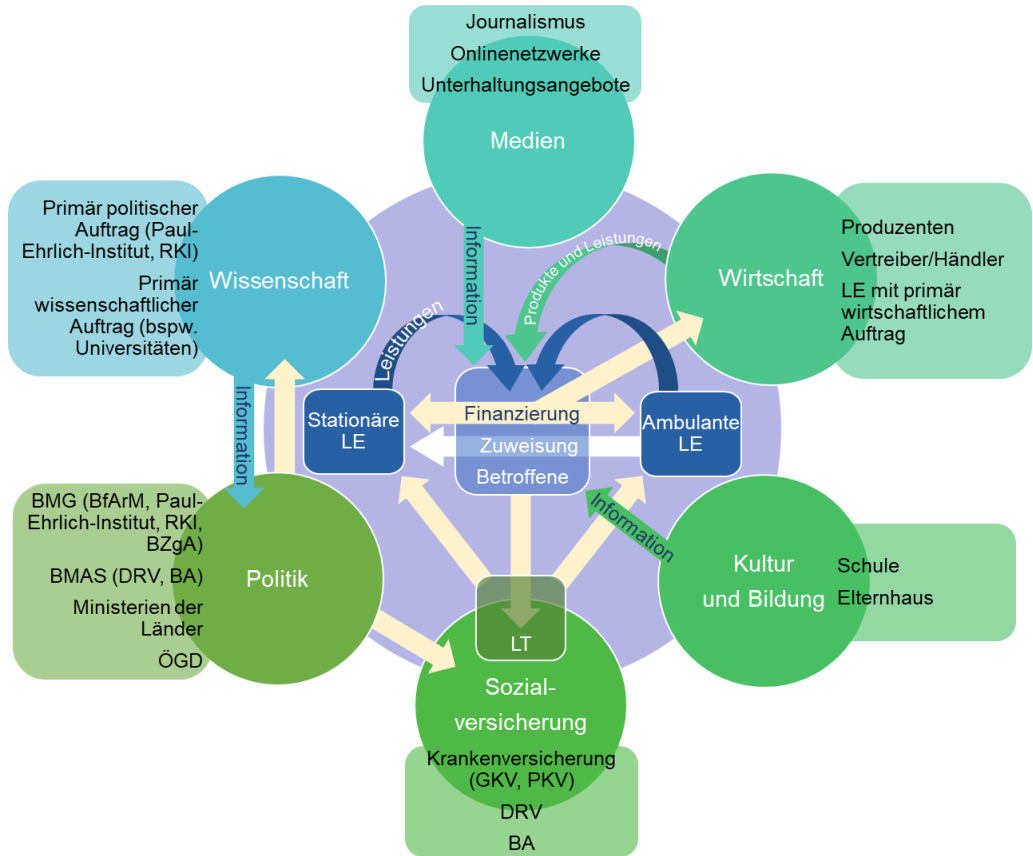 Journalismus
Onlinenetzwerke
Unterhaltungsangebote
Medien
Primär politischer
Auftrag (Paul-
Ehrlich-Institut, RKI)
Primär
wissenschaftlicher
Auftrag (bspw.
Universitäten)
Wissenschaft
Information
Produkte und Leistungen
Wirtschaft
Produzenten
Vertreiber/Händler
LE mit primär
wirtschaftlichem
Auftrag
Leistungen
Information
Stationäre
LE
Finanzierung
Zuweisung
Betroffene
Ambulante
LE
BMG (BfArM, Paul-
Ehrlich-Institut, RKI,
BZgA)
BMAS (DRV, BA)
Ministerien der
Länder
ÖGD
Politik
Information
Kultur
und Bildung
Schule
Elternhaus
LT
Sozial-
versicherung
Krankenversicherung
(GKV, PKV)
DRV
BA